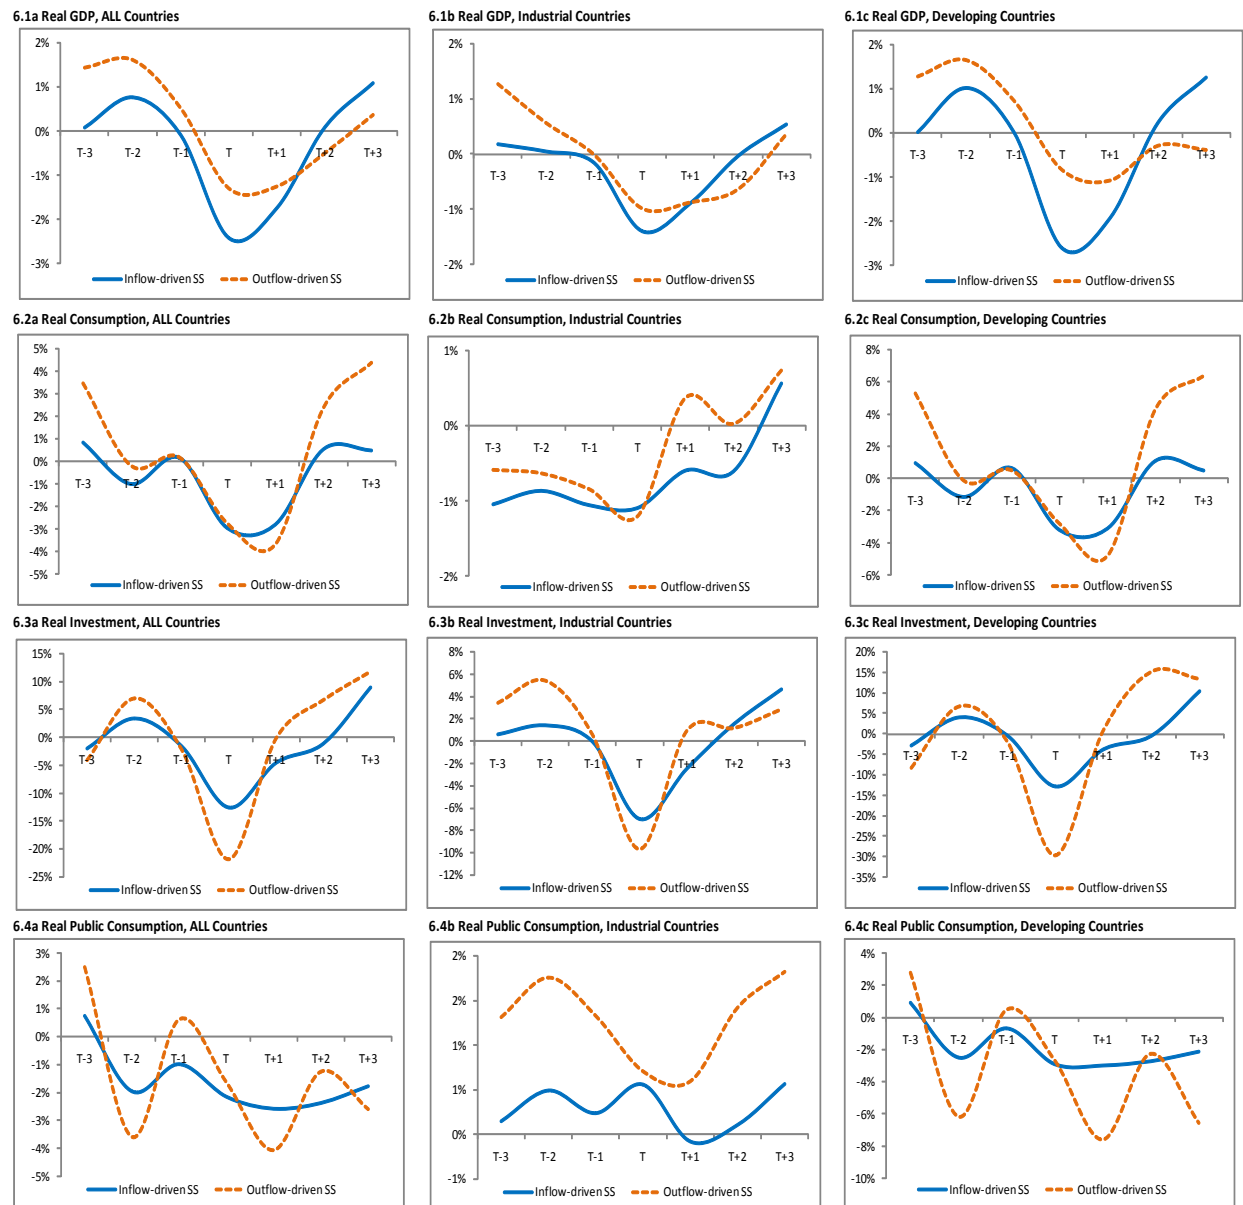 6.1a Real GDP, ALL Countries
2%
1%
0%
-1%
-2%
-3%
T-3 T-2 T-1 T T+1 T+2 T+3
Inflow-driven SS Outflow-driven SS
6.1b Real GDP, Industrial Countries
2%
1%
0%
-1%
-2%
T-3 T-2 T-1 T T+1 T+2 T+3
Inflow-driven SS Outflow-driven SS
6.1c Real GDP, Developing Countries
2%
1%
0%
-1%
-2%
-3%
T-3 T-2 T-1 T T+1 T+2 T+3
Inflow-driven SS Outflow-driven SS
6.2a Real Consumption, ALL Countries
5%
4%
3%
2%
1%
0%
-1%
-2%
-3%
-4%
-5%
T-3 T-2 T-1 T T+1 T+2 T+3
Inflow-driven SS Outflow-driven SS
6.2b Real Consumption, Industrial Countries
1%
0%
-1%
-2%
T-3 T-2 T-1 T T+1 T+2 T+3
Inflow-driven SS Outflow-driven SS
6.2c Real Consumption, Developing Countries
8%
6%
4%
2%
0%
-2%
-4%
-6%
T-3 T-2 T-1 T T+1 T+2 T+3
Inflow-driven SS Outflow-driven SS
6.3a Real Investment, ALL Countries
15%
10%
5%
0%
-5%
-10%
-15%
-20%
-25%
T-3 T-2 T-1 T T+1 T+2 T+3
Inflow-driven SS Outflow-driven SS
6.3b Real Investment, Industrial Countries
8%
6%
4%
2%
0%
-2%
-4%
-6%
-8%
-10%
-12%
T-3 T-2 T-1 T T+1 T+2 T+3
Inflow-driven SS Outflow-driven SS
6.3c Real Investment, Developing Countries
20%
15%
10%
5%
0%
-5%
-10%
-15%
-20%
-25%
-30%
-35%
T-3 T-2 T-1 T T+1 T+2 T+3
Inflow-driven SS Outflow-driven SS
6.4a Real Public Consumption, ALL Countries
3%
2%
1%
0%
-1%
-2%
-3%
-4%
-5%
T-3 T-2 T-1 T T+1 T+2 T+3
Inflow-driven SS Outflow-driven SS
6.4b Real Public Consumption, Industrial Countries
2%
2%
1%
1%
0%
-1%
T-3 T-2 T-1 T T+1 T+2 T+3
Inflow-driven SS Outflow-driven SS
6.4c Real Public Consumption, Developing Countries
4%
2%
0%
-2%
-4%
-6%
-8%
-10%
T-3 T-2 T-1 T T+1 T+2 T+3
Inflow-driven SS Outflow-driven SS